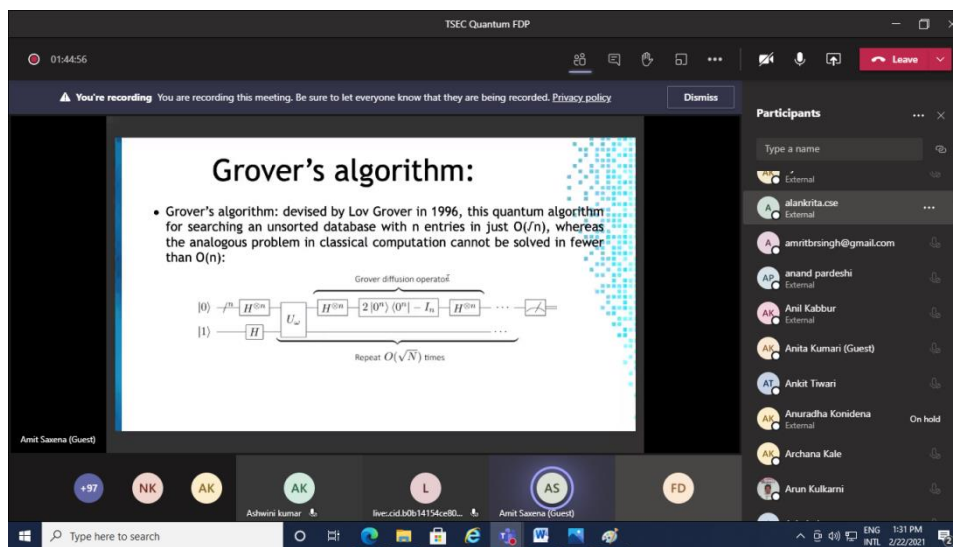 TSEC Quantum FDP
01:44:56
Leave
You're recording You are recording this meeting. Be sure to let everyone know that they are being recorded. Privacy policy
Dismiss
Grover's algorithm:
• Grover's algorithm: devised by Lov Grover in 1996, this quantum algorithm
for searching an unsorted database with n entries in just O(√n), whereas
the analogous problem in classical computation cannot be solved in fewer
than O(n):
Grover diffusion operator
|0⟩ n H⊗n Uω H⊗n 2|0ⁿ⟩⟨0ⁿ| − Iₙ H⊗n ···
|1⟩ H ···
Repeat O(√N) times
Amit Saxena (Guest)
+97
NK
AK
AK
Ashwini kumar
L
live:cid.b0b14154ce80...
AS
Amit Saxena (Guest)
FD
Participants
Type a name
External
A alankrita.cse
External
A amritbrsingh@gmail.com
AP anand pardeshi
External
AK Anil Kabbur
External
AK Anita Kumari (Guest)
AT Ankit Tiwari
AK Anuradha Konidena On hold
External
AK Archana Kale
Arun Kulkarni
Type here to search
ENG 1:31 PM
INTL 2/22/2021
2